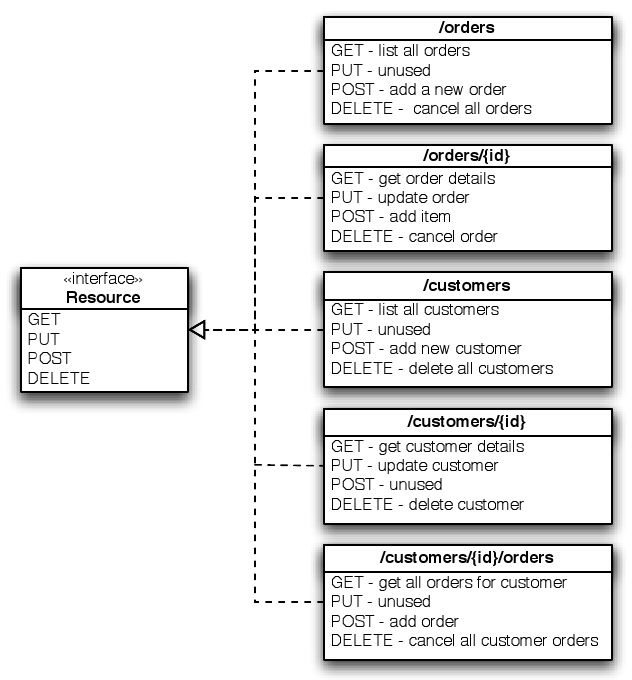 /orders
GET - list all orders
PUT - unused
POST - add a new order
DELETE -  cancel all orders
/orders/{id}
GET - get order details
PUT - update order
POST - add item
DELETE - cancel order
«interface»
Resource
GET
PUT
POST
DELETE
/customers
GET - list all customers
PUT - unused
POST - add new customer
DELETE - delete all customers
/customers/{id}
GET - get customer details
PUT - update customer
POST - unused
DELETE - delete customer
/customers/{id}/orders
GET - get all orders for customer
PUT - unused
POST - add order
DELETE - cancel all customer orders